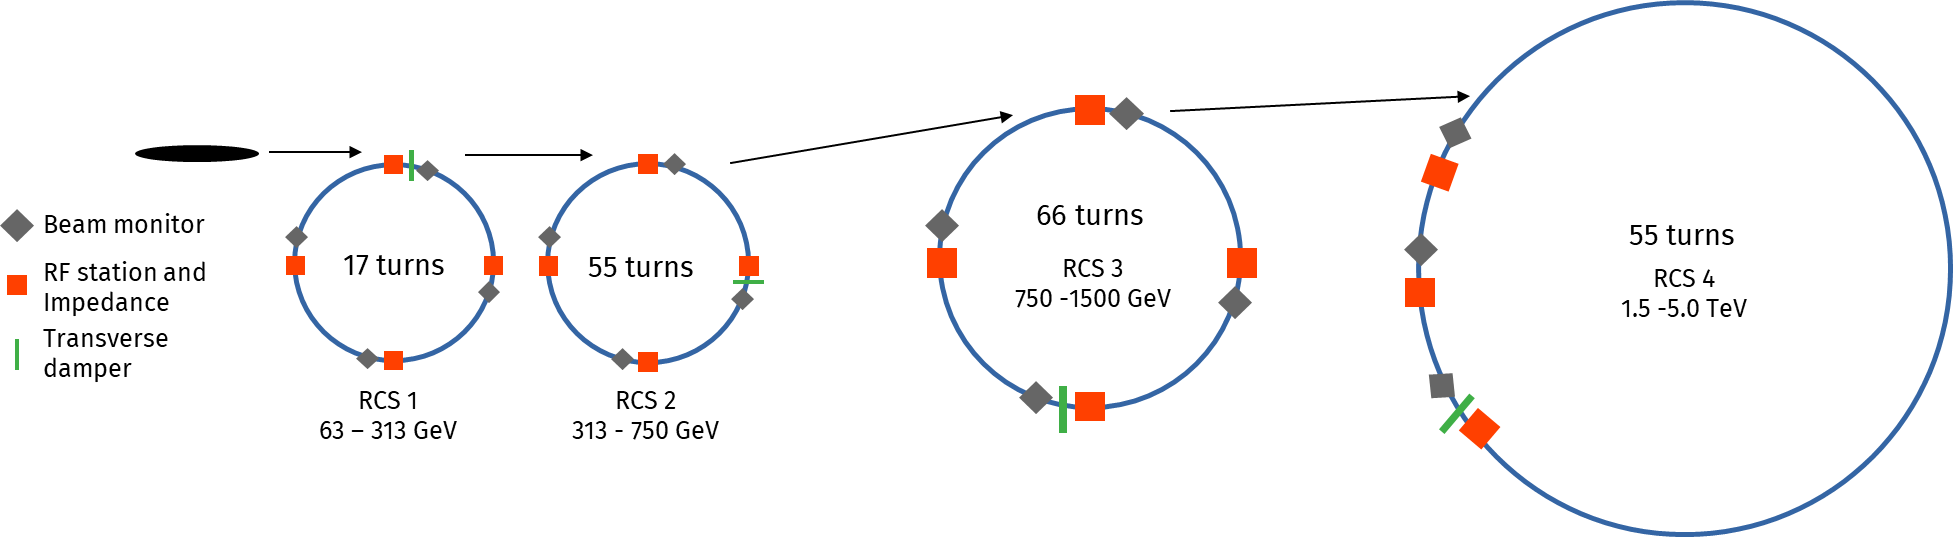 Beam monitor
RF station and
Impedance
Transverse
damper
17 turns
RCS 1
63 – 313 GeV
55 turns
RCS 2
313 - 750 GeV
66 turns
RCS 3
750 -1500 GeV
55 turns
RCS 4
1.5 -5.0 TeV